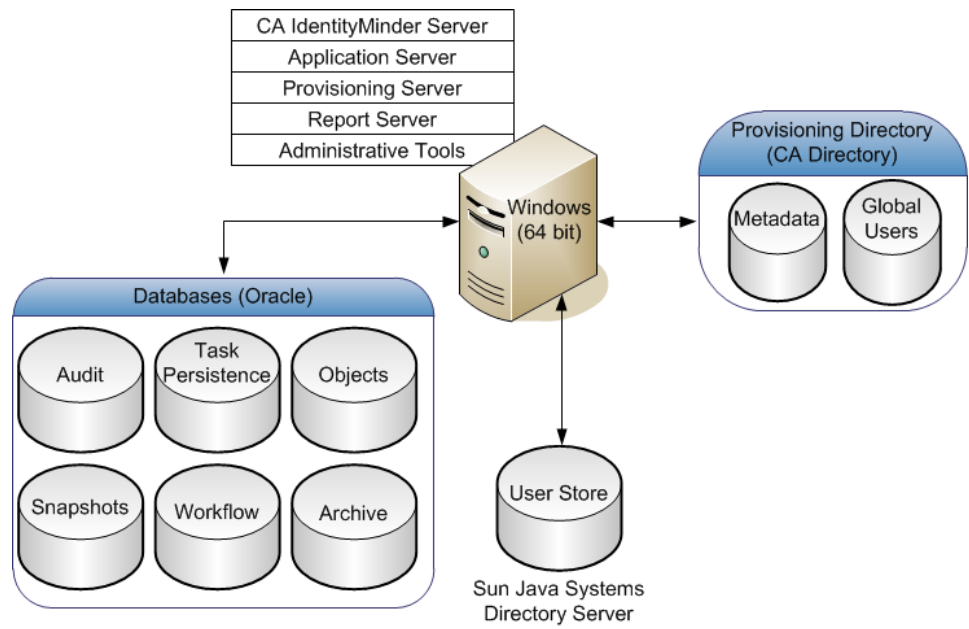 CA IdentityMinder Server
Application Server
Provisioning Server
Report Server
Administrative Tools
Windows
(64 bit)
Provisioning Directory
(CA Directory)
Metadata
Global
Users
Databases (Oracle)
Audit
Task
Persistence
Objects
Snapshots
Workflow
Archive
User Store
Sun Java Systems
Directory Server